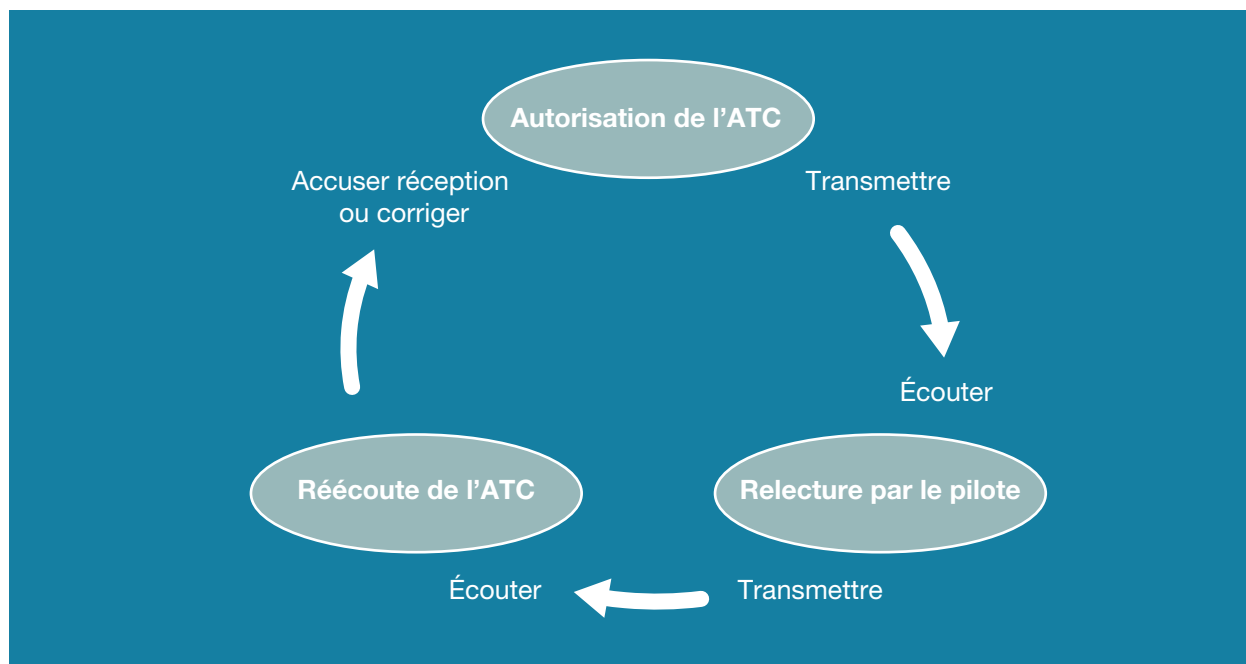 Autorisation de l’ATC
Transmettre
Écouter
Relecture par le pilote
Transmettre
Écouter
Réécoute de l’ATC
Accuser réception
ou corriger